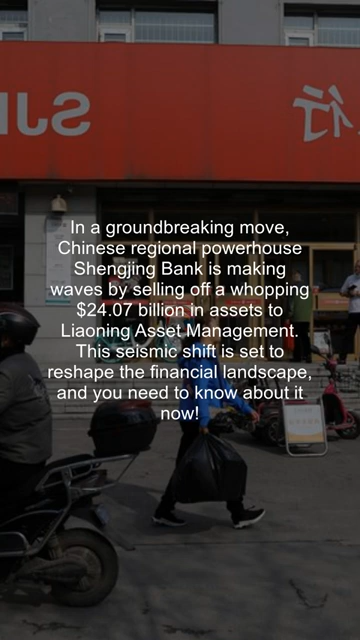 SJ 行
In a groundbreaking move,
Chinese regional powerhouse
Shengjing Bank is making
waves by selling off a whopping
$24.07 billion in assets to
Liaoning Asset Management.
This seismic shift is set to
reshape the financial landscape,
and you need to know about it
now!